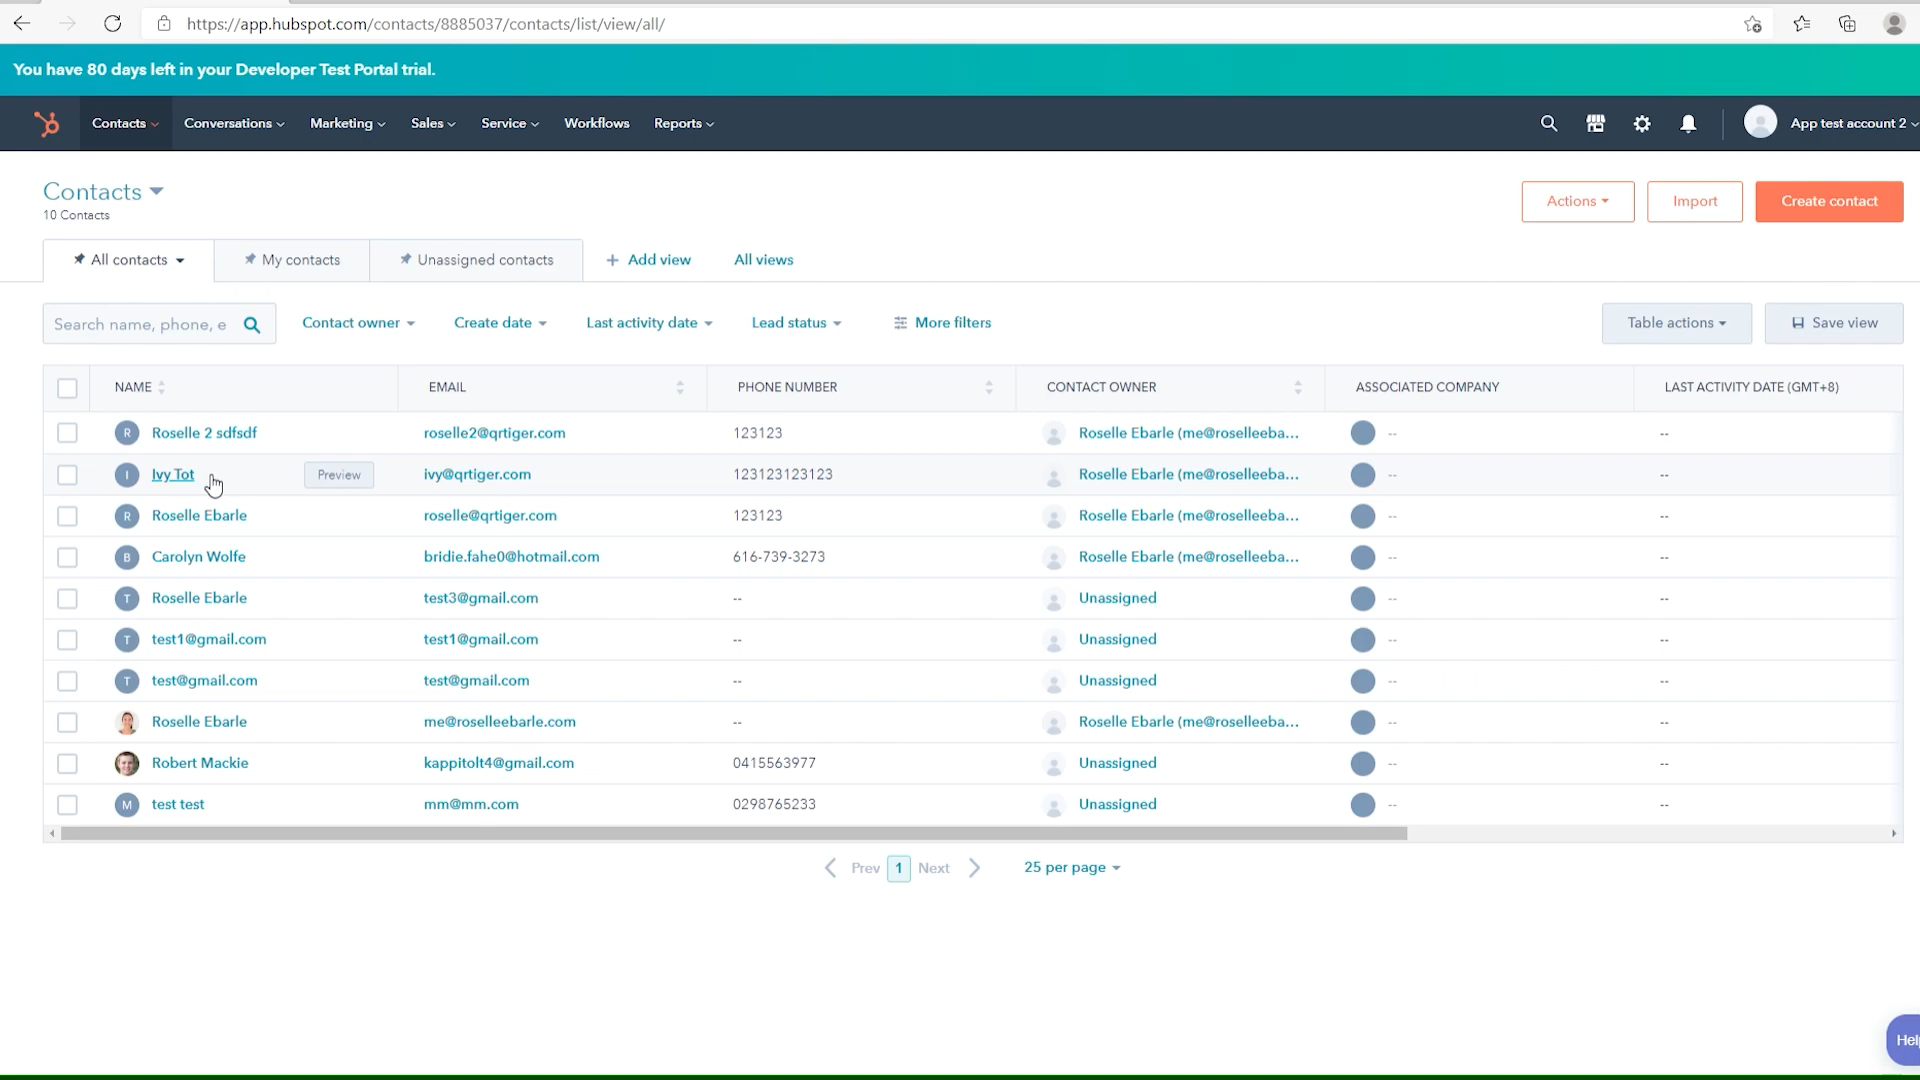 https://app.hubspot.com/contacts/8885037/contacts/list/view/all/
You have 80 days left in your Developer Test Portal trial.
Contacts Conversations Marketing Sales Service Workflows Reports App test account 2
Contacts
10 Contacts
Actions Import Create contact
All contacts My contacts Unassigned contacts + Add view All views
Search name, phone, e Contact owner Create date Last activity date Lead status More filters Table actions Save view
NAME EMAIL PHONE NUMBER CONTACT OWNER ASSOCIATED COMPANY LAST ACTIVITY DATE (GMT+8)
R Roselle 2 sdfsdf roselle2@qrtiger.com 123123 Roselle Ebarle (me@roselleeba... -- --
I Ivy Tot Preview ivy@qrtiger.com 123123123123 Roselle Ebarle (me@roselleeba... -- --
R Roselle Ebarle roselle@qrtiger.com 123123 Roselle Ebarle (me@roselleeba... -- --
B Carolyn Wolfe bridie.fahe0@hotmail.com 616-739-3273 Roselle Ebarle (me@roselleeba... -- --
T Roselle Ebarle test3@gmail.com -- Unassigned -- --
T test1@gmail.com test1@gmail.com -- Unassigned -- --
T test@gmail.com test@gmail.com -- Unassigned -- --
Roselle Ebarle me@roselleebarle.com -- Roselle Ebarle (me@roselleeba... -- --
Robert Mackie kappitolt4@gmail.com 0415563977 Unassigned -- --
M test test mm@mm.com 0298765233 Unassigned -- --
Prev 1 Next 25 per page
Hel